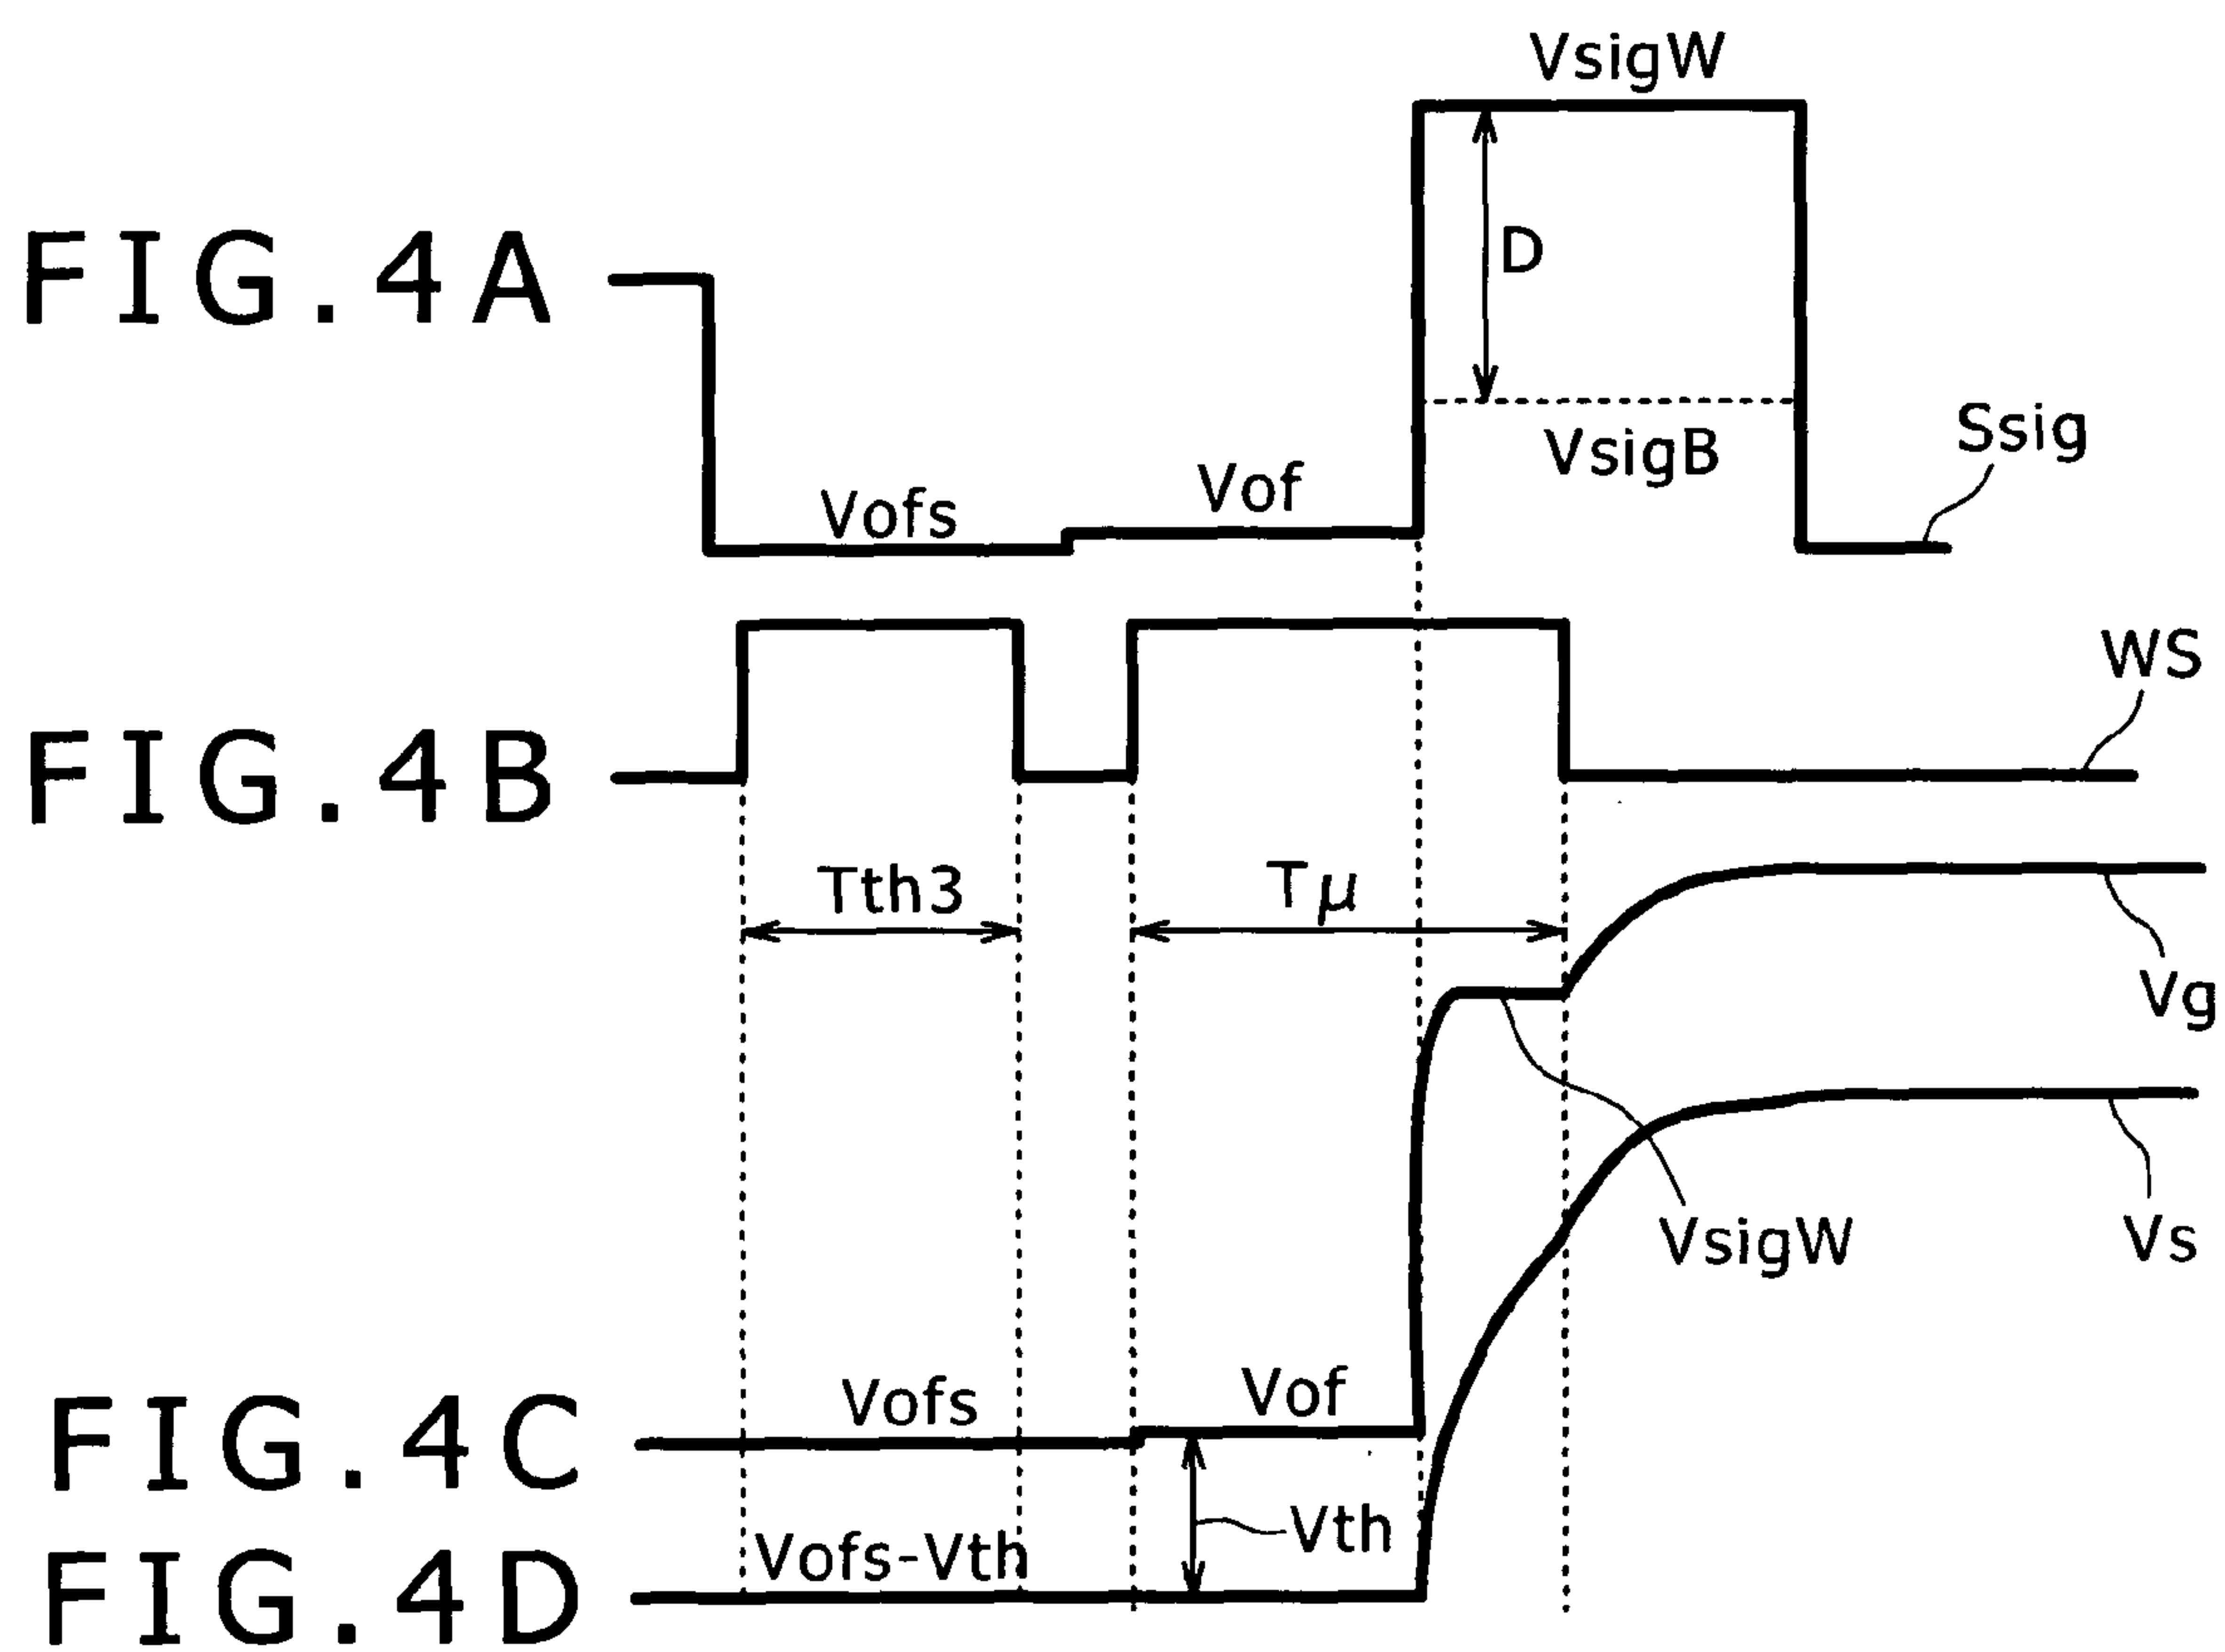 VsigW
FIG.4A
D
VsigB
Ssig
Vofs
Vof
WS
FIG.4B
Tth3
Tμ
Vg
VsigW
Vs
Vofs
Vof
FIG.4C
Vth
Vofs-Vth
FIG.4D